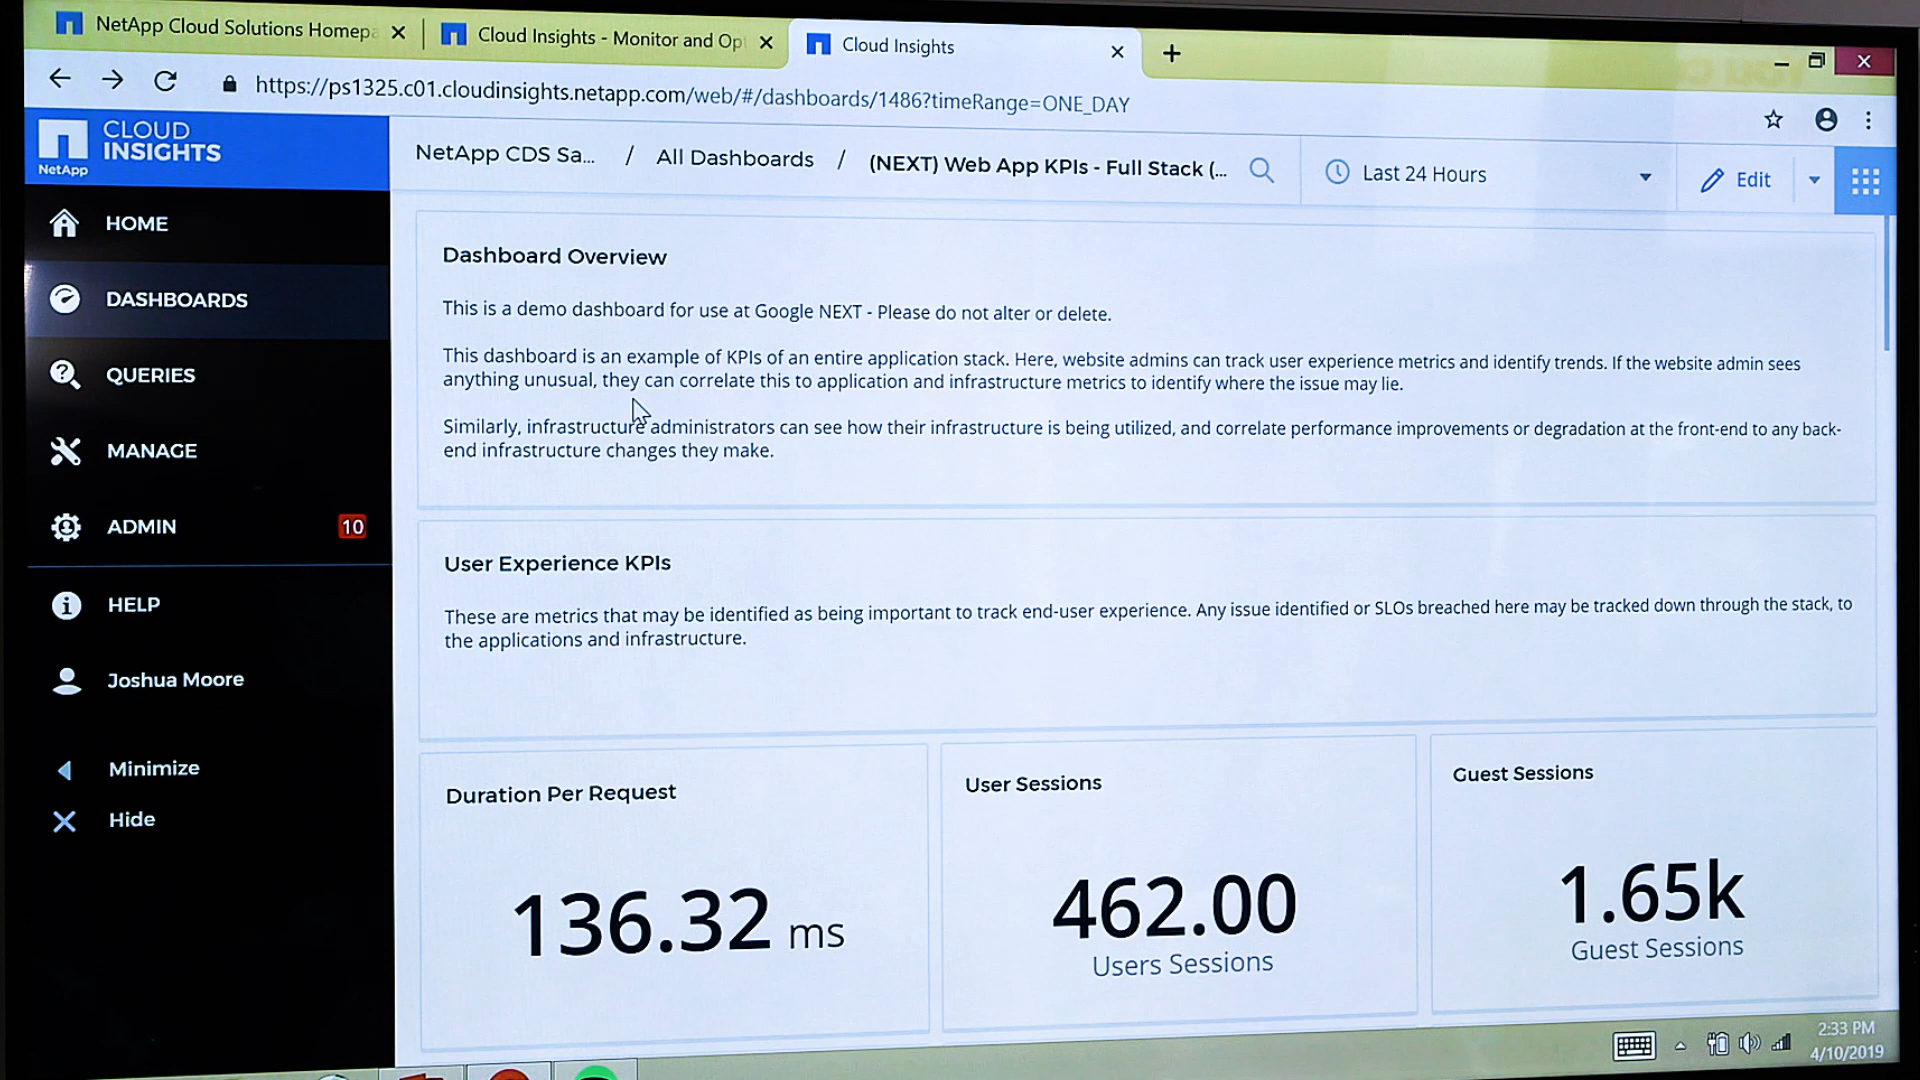 NetApp Cloud Solutions Homepa
Cloud Insights - Monitor and Op
Cloud Insights
https://ps1325.c01.cloudinsights.netapp.com/web/#/dashboards/1486?timeRange=ONE_DAY
NetApp
CLOUD
INSIGHTS
NetApp CDS Sa... / All Dashboards / (NEXT) Web App KPIs - Full Stack (...
Last 24 Hours
Edit
HOME
DASHBOARDS
QUERIES
MANAGE
ADMIN 10
HELP
Joshua Moore
Minimize
Hide
Dashboard Overview
This is a demo dashboard for use at Google NEXT - Please do not alter or delete.
This dashboard is an example of KPIs of an entire application stack. Here, website admins can track user experience metrics and identify trends. If the website admin sees
anything unusual, they can correlate this to application and infrastructure metrics to identify where the issue may lie.
Similarly, infrastructure administrators can see how their infrastructure is being utilized, and correlate performance improvements or degradation at the front-end to any back-
end infrastructure changes they make.
User Experience KPIs
These are metrics that may be identified as being important to track end-user experience. Any issue identified or SLOs breached here may be tracked down through the stack, to
the applications and infrastructure.
Duration Per Request
136.32 ms
User Sessions
462.00
Users Sessions
Guest Sessions
1.65k
Guest Sessions
2:33 PM
4/10/2019